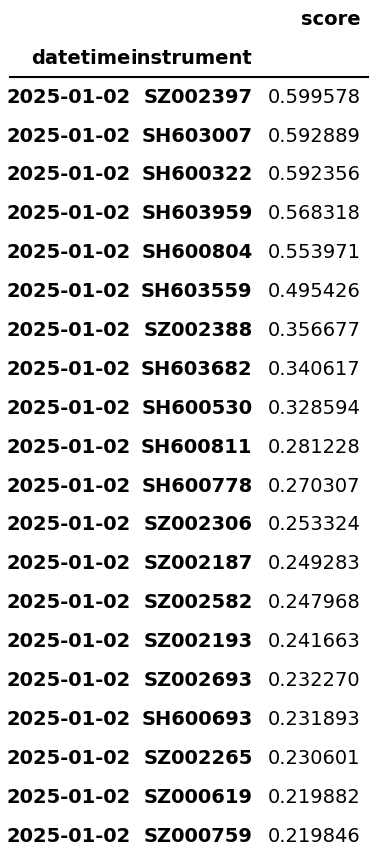 score
datetime instrument
2025-01-02 SZ002397 0.599578
2025-01-02 SH603007 0.592889
2025-01-02 SH600322 0.592356
2025-01-02 SH603959 0.568318
2025-01-02 SH600804 0.553971
2025-01-02 SH603559 0.495426
2025-01-02 SZ002388 0.356677
2025-01-02 SH603682 0.340617
2025-01-02 SH600530 0.328594
2025-01-02 SH600811 0.281228
2025-01-02 SH600778 0.270307
2025-01-02 SZ002306 0.253324
2025-01-02 SZ002187 0.249283
2025-01-02 SZ002582 0.247968
2025-01-02 SZ002193 0.241663
2025-01-02 SZ002693 0.232270
2025-01-02 SH600693 0.231893
2025-01-02 SZ002265 0.230601
2025-01-02 SZ000619 0.219882
2025-01-02 SZ000759 0.219846